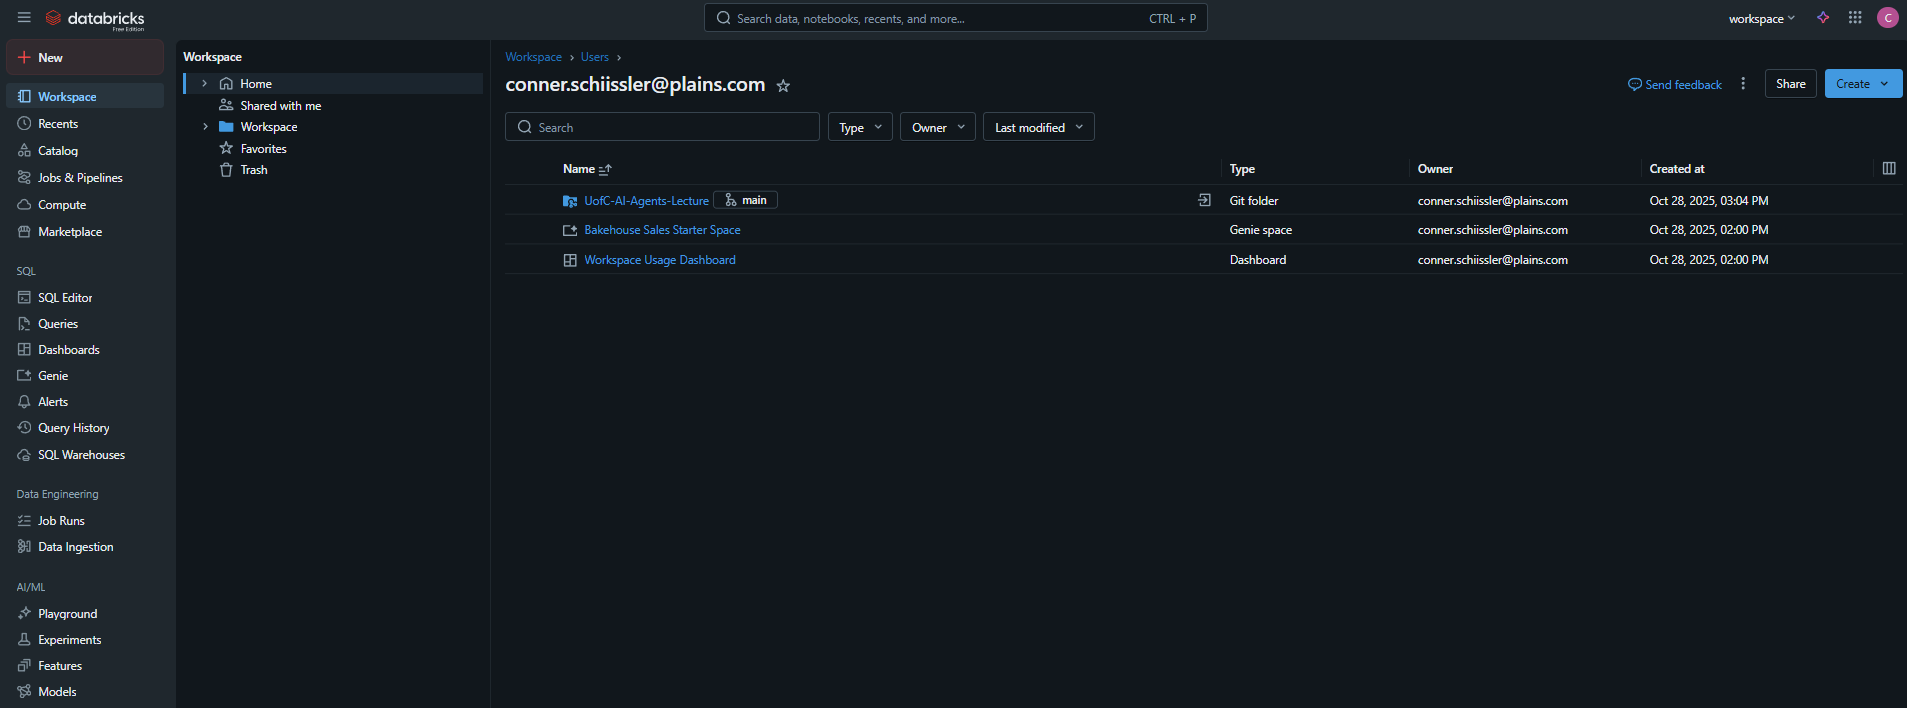 databricks
Free Edition
Search data, notebooks, recents, and more...
CTRL + P
workspace
C
New
Workspace
Recents
Catalog
Jobs & Pipelines
Compute
Marketplace
SQL
SQL Editor
Queries
Dashboards
Genie
Alerts
Query History
SQL Warehouses
Data Engineering
Job Runs
Data Ingestion
AI/ML
Playground
Experiments
Features
Models
Workspace
Home
Shared with me
Workspace
Favorites
Trash
Workspace › Users ›
conner.schiissler@plains.com
Send feedback
Share
Create
Search
Type
Owner
Last modified
Name Type Owner Created at
UofC-AI-Agents-Lecture main Git folder conner.schiissler@plains.com Oct 28, 2025, 03:04 PM
Bakehouse Sales Starter Space Genie space conner.schiissler@plains.com Oct 28, 2025, 02:00 PM
Workspace Usage Dashboard Dashboard conner.schiissler@plains.com Oct 28, 2025, 02:00 PM